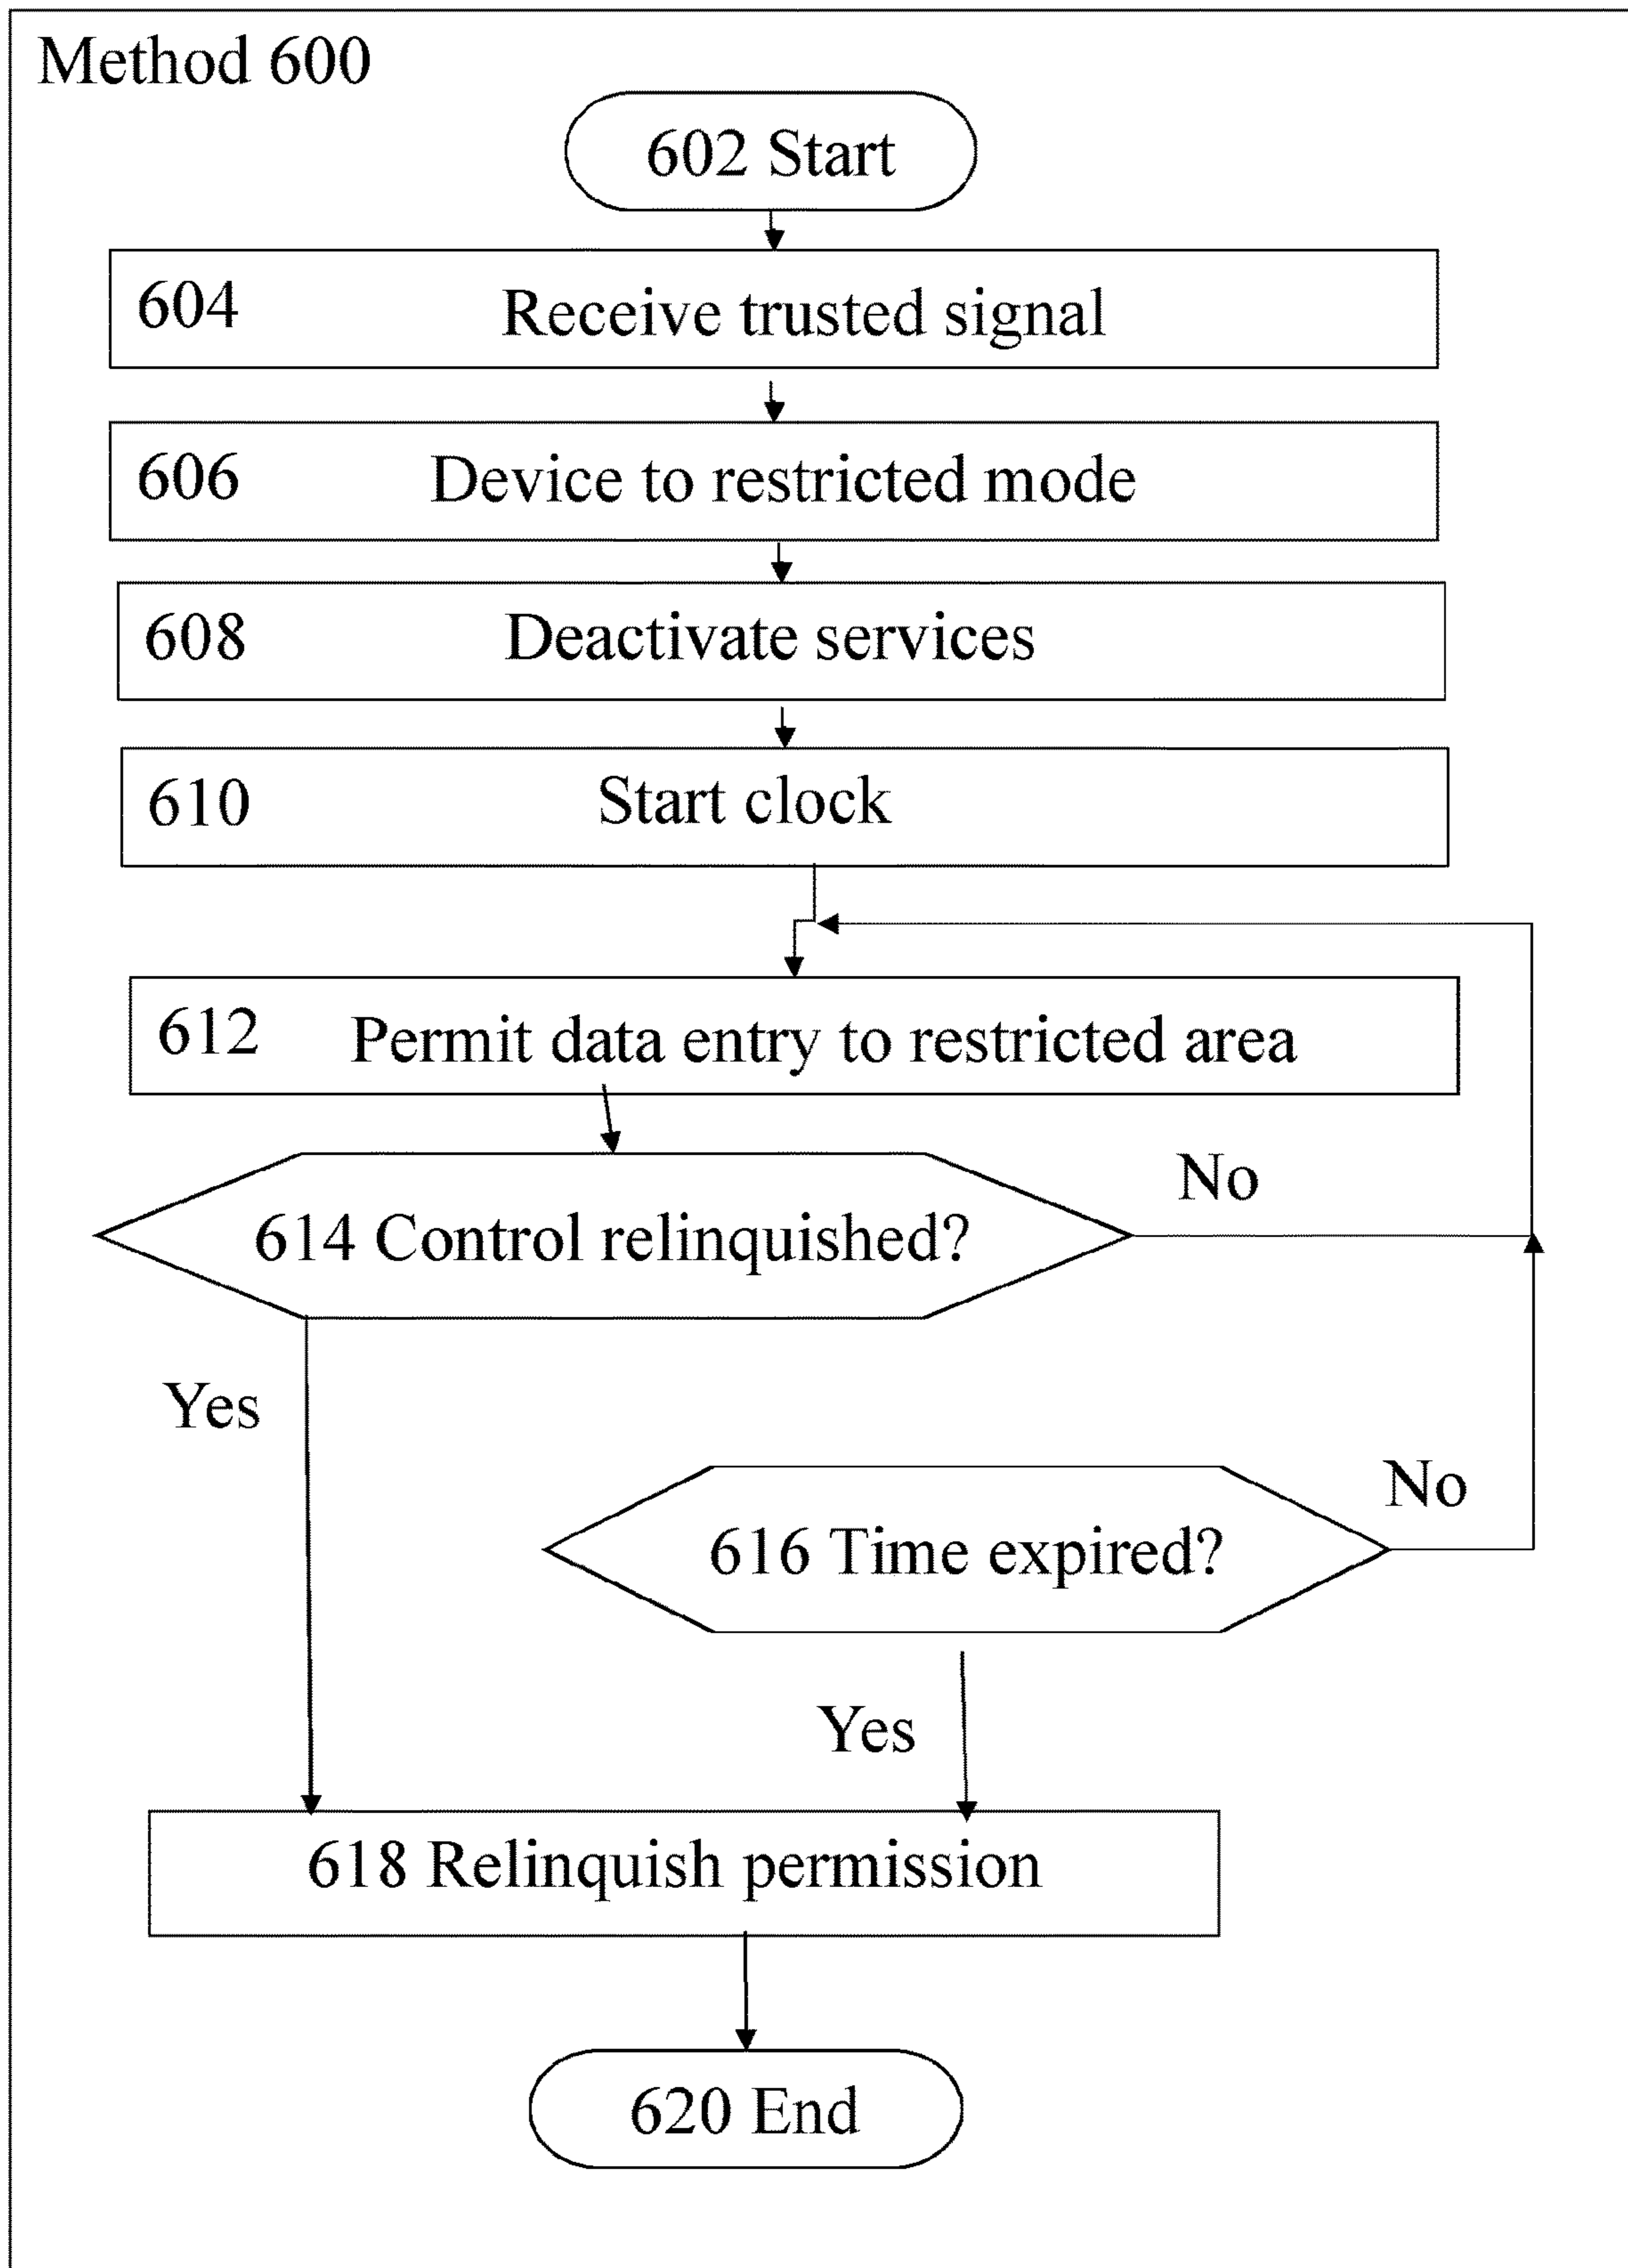 Method 600
602 Start
604 Receive trusted signal
606 Device to restricted mode
608 Deactivate services
610 Start clock
612 Permit data entry to restricted area
No
614 Control relinquished?
Yes
No
616 Time expired?
Yes
618 Relinquish permission
620 End